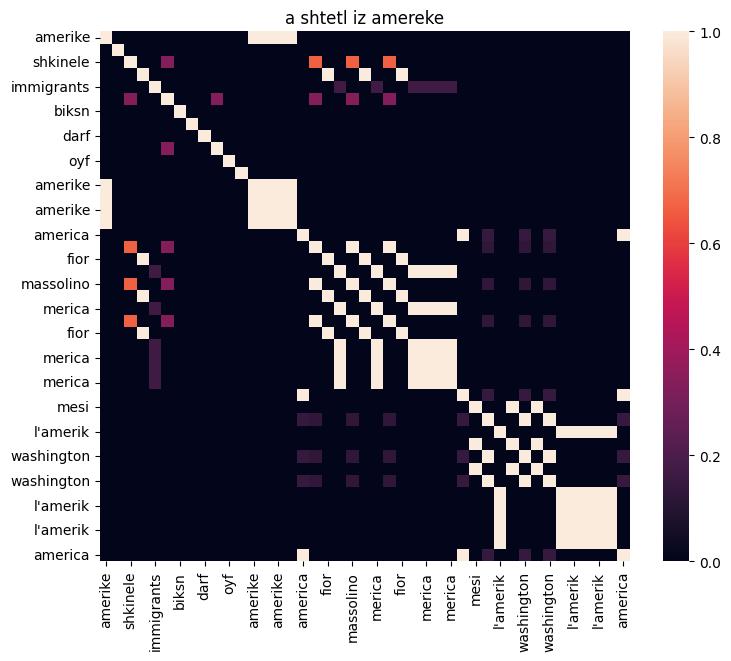 a shtetl iz amereke
amerike
shkinele
immigrants
biksn
darf
oyf
amerike
amerike
america
fior
massolino
merica
fior
merica
merica
mesi
l'amerik
washington
washington
l'amerik
l'amerik
america
1.0
0.8
0.6
0.4
0.2
0.0
amerike
shkinele
immigrants
biksn
darf
oyf
amerike
amerike
america
fior
massolino
merica
fior
merica
merica
mesi
l'amerik
washington
washington
l'amerik
l'amerik
america